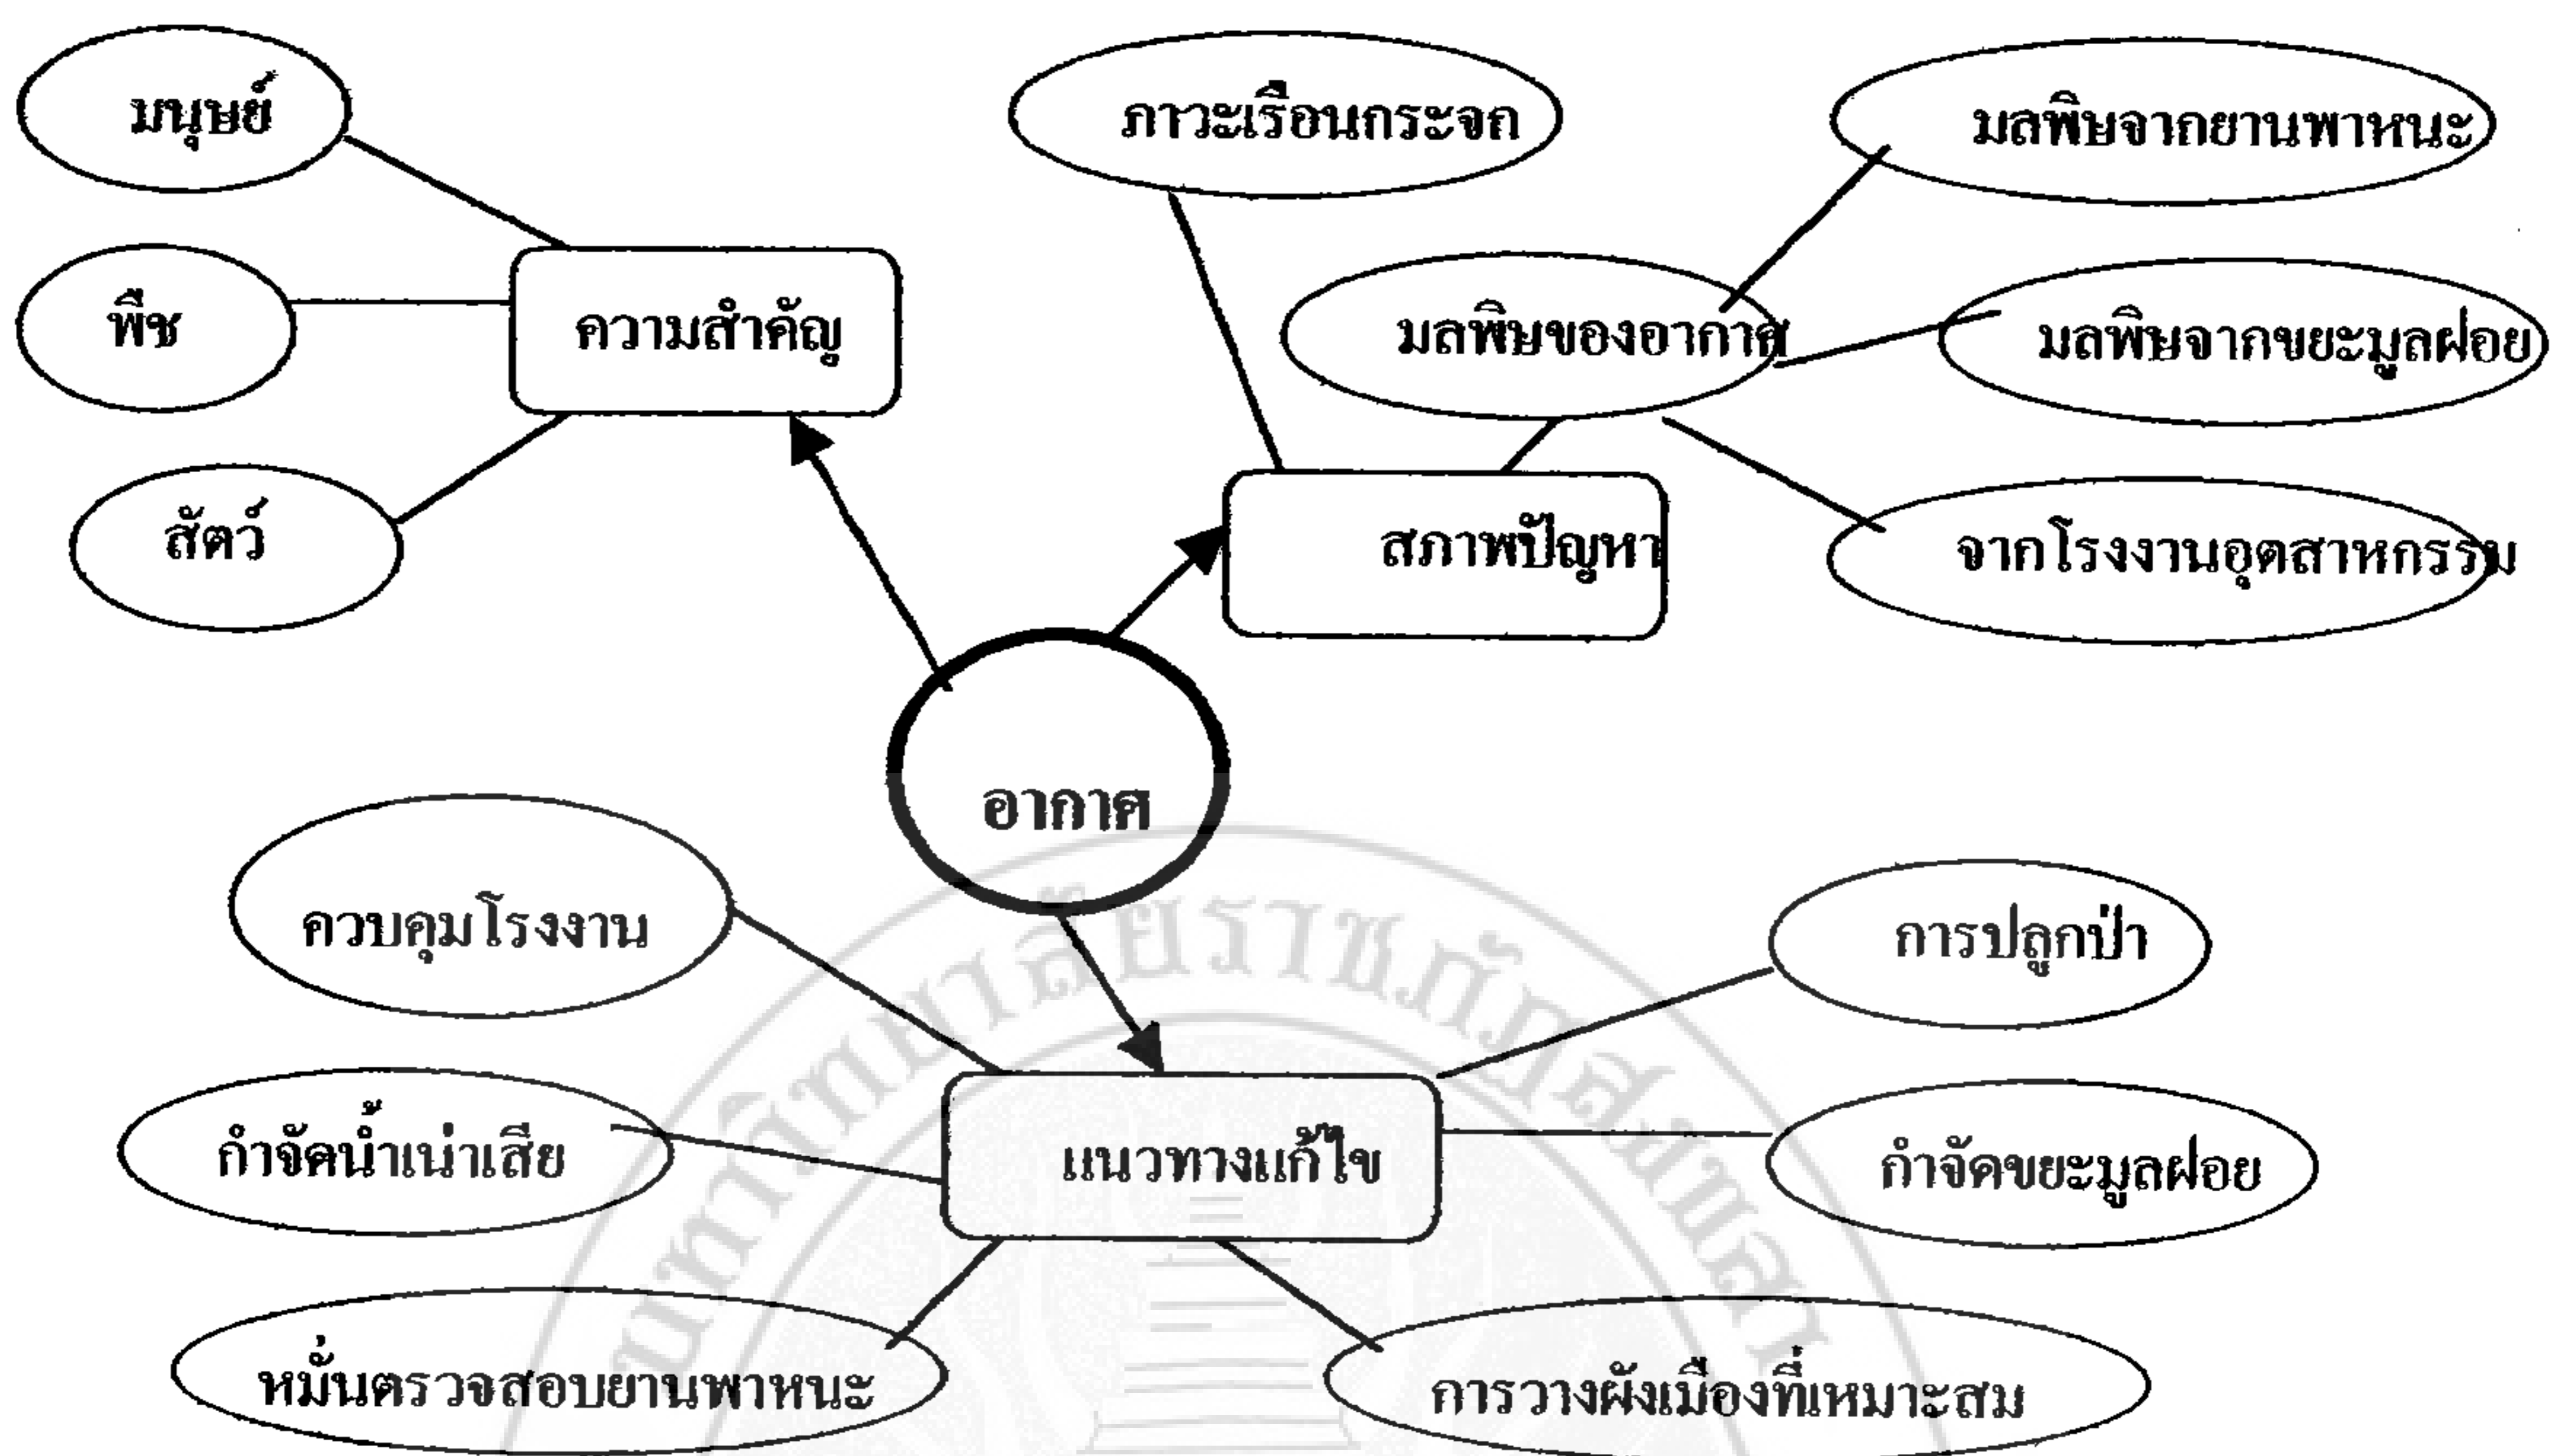 มนุษย์
ภาวะเรือนกระจก
มลพิษจากยานพาหนะ
พืช
ความสำคัญ
มลพิษของอากาศ
มลพิษจากขยะมูลฝอย
สัตว์
สภาพปัญหา
จากโรงงานอุตสาหกรรม
อากาศ
ควบคุมโรงงาน
การปลูกป่า
กำจัดน้ำเน่าเสีย
แนวทางแก้ไข
กำจัดขยะมูลฝอย
หมั่นตรวจสอบยานพาหนะ
การวางผังเมืองที่เหมาะสม